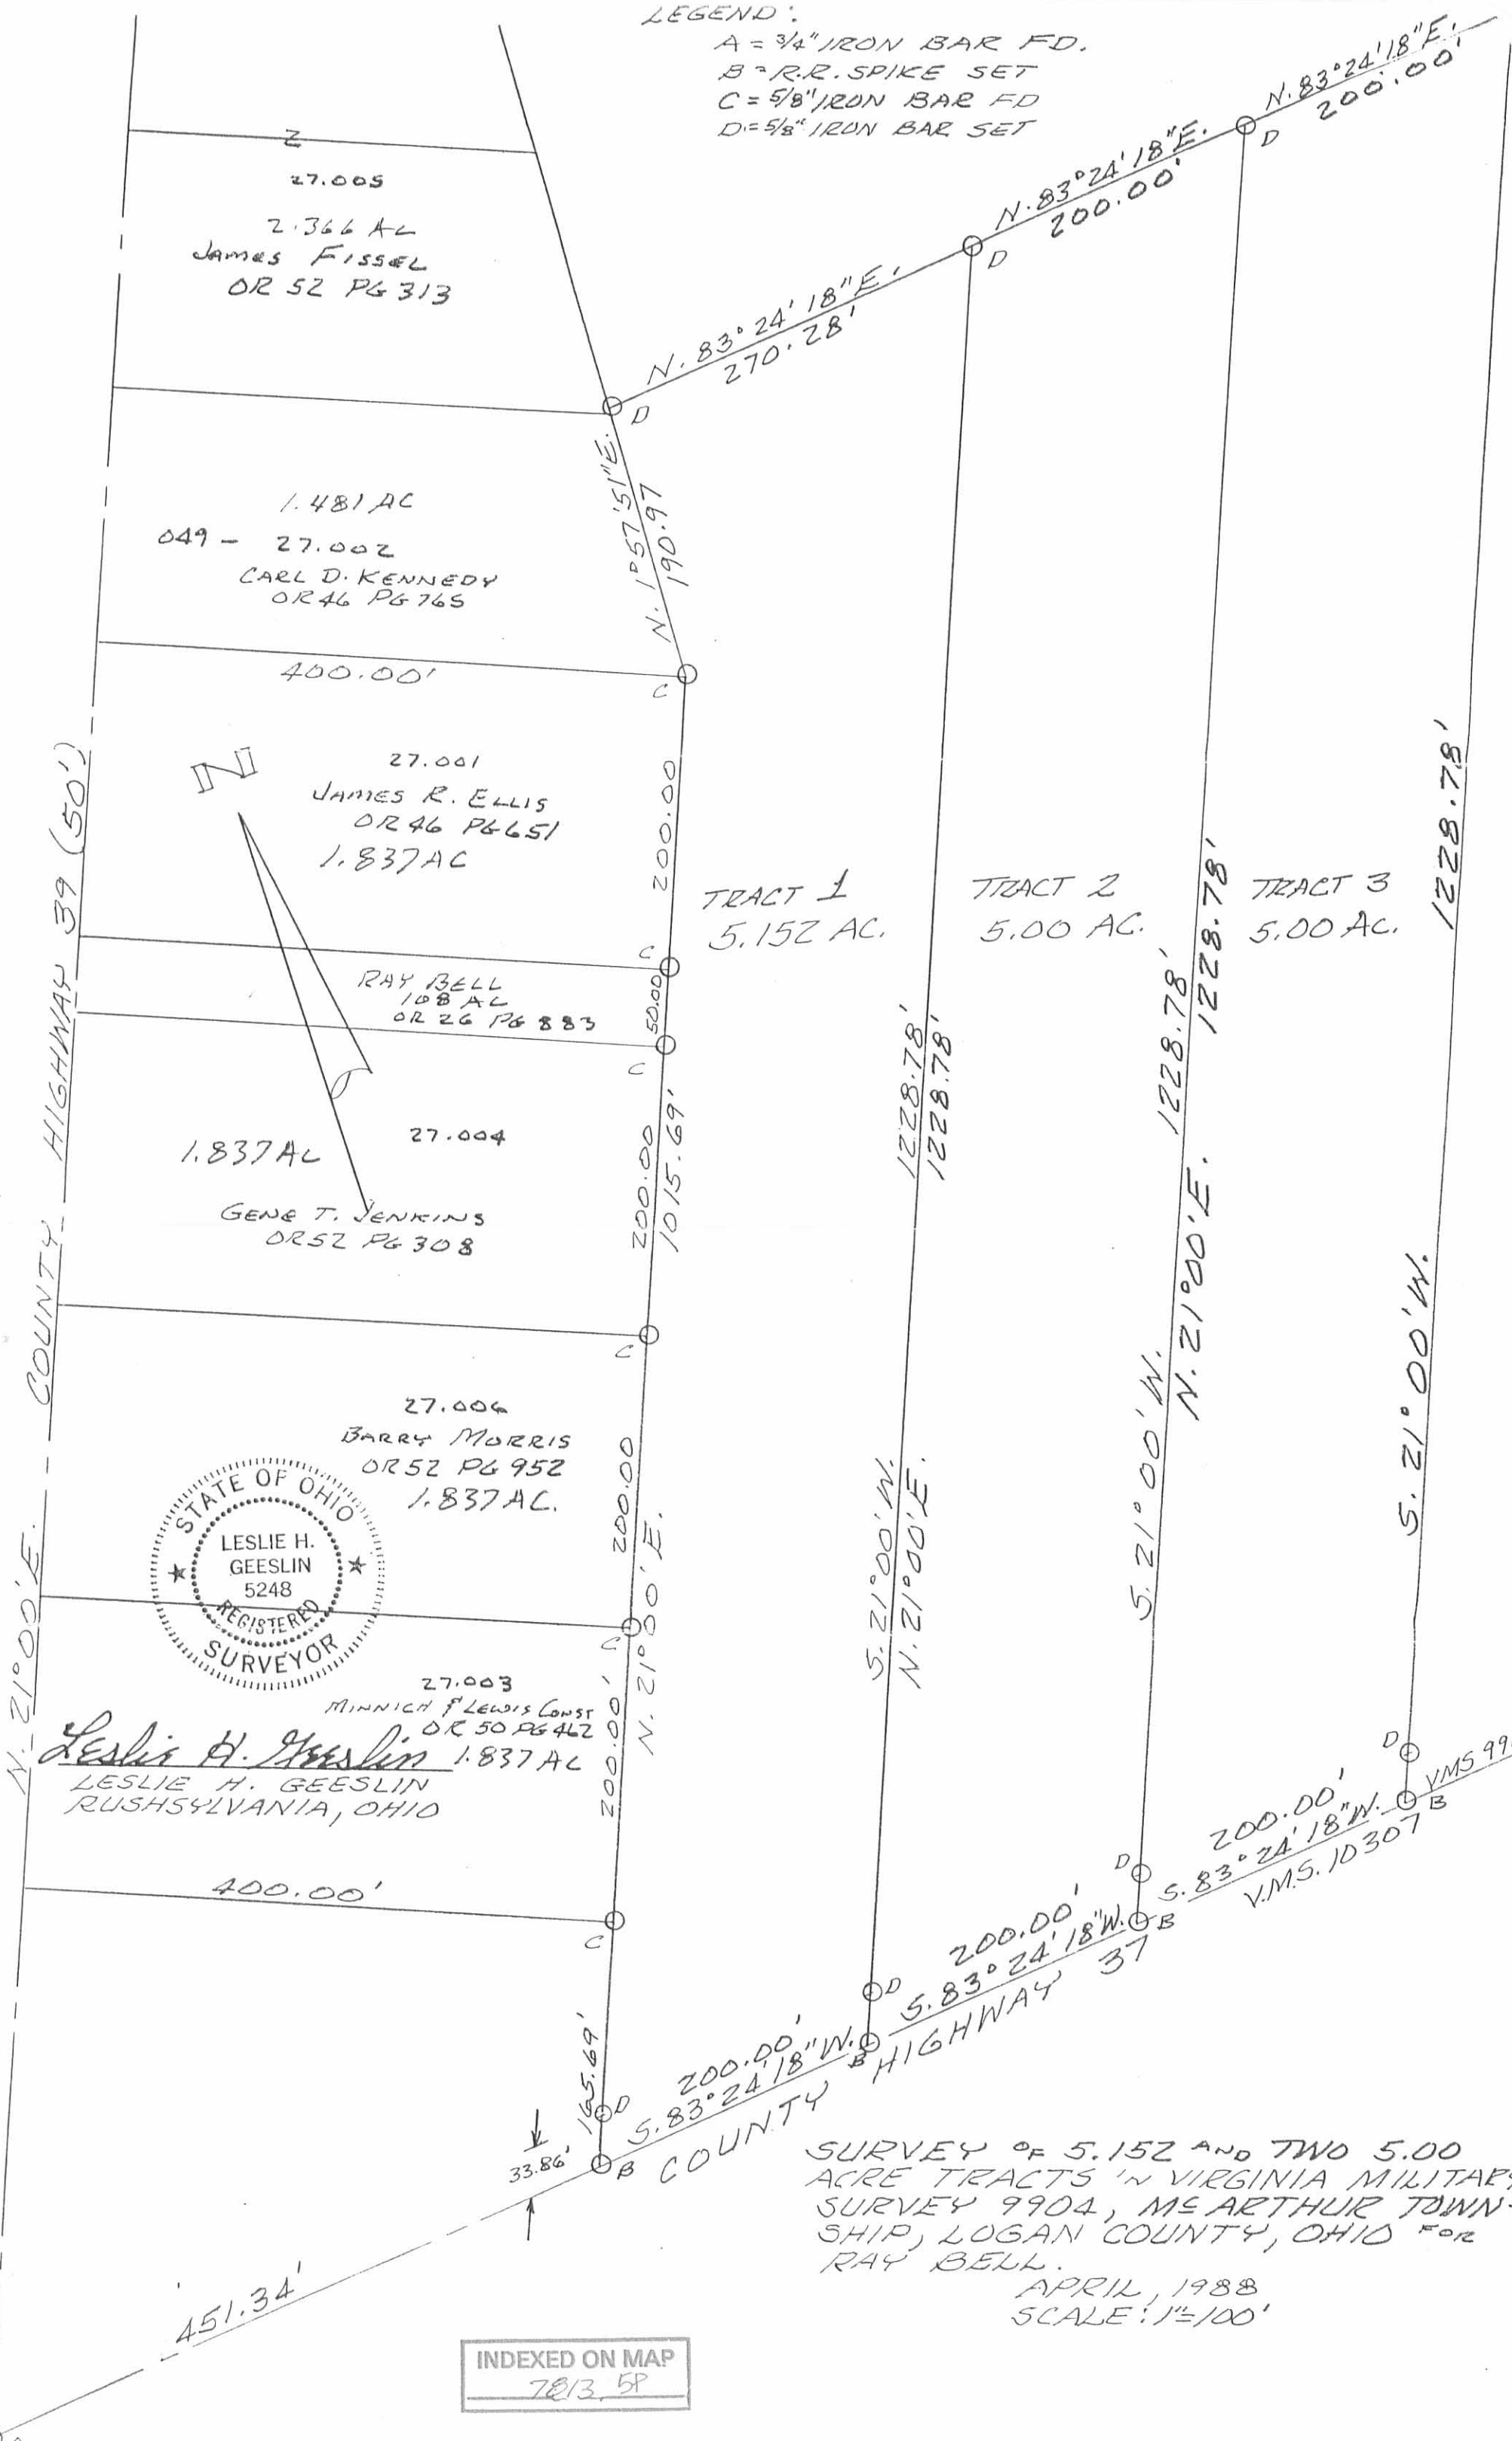 LEGEND:
A = 3/4" IRON BAR FD.
B = R.R. SPIKE SET
C = 5/8" IRON BAR FD
D = 5/8" IRON BAR SET
N. 83° 24' 18" E.
200.00'
D
N. 83° 24' 18" E.
200.00'
D
N. 83° 24' 18" E.
270.28'
D
Z
27.005
2.366 AC
JAMES FISSEL
OR 52 PG 313
N. 1° 57' 51" E.
190.97
1.481 AC
049 - 27.002
CARL D. KENNEDY
OR 46 PG 765
400.00'
C
N
27.001
JAMES R. ELLIS
OR 46 PG 651
1.837 AC
200.00
C
COUNTY HIGHWAY 39 (50')
N. 21° 00' E.
RAY BELL
108 AC
OR 26 PG 883
50.00
C
1.837 AC
27.004
GENE T. JENKINS
OR 52 PG 308
200.00
1015.69'
C
27.006
BARRY MORRIS
OR 52 PG 952
1.837 AC.
200.00
N. 21° 00' E.
C
STATE OF OHIO
LESLIE H.
GEESLIN
5248
REGISTERED
SURVEYOR
27.003
MINNICH & LEWIS CONST
OR 50 PG 462
1.837 AC
200.00'
Leslie H. Geeslin
LESLIE H. GEESLIN
RUSHSYLVANIA, OHIO
400.00'
C
165.69'
D
33.86'
B
451.34'
TRACT 1
5.152 AC.
TRACT 2
5.00 AC.
TRACT 3
5.00 AC.
1228.78'
1228.78'
S. 21° 00' W.
N. 21° 00' E.
1228.78'
1228.78'
S. 21° 00' W.
N. 21° 00' E.
1228.78'
S. 21° 00' W.
D
B
V.M.S. 99
200.00'
S. 83° 24' 18" W.
V.M.S. 10307
D
B
200.00'
S. 83° 24' 18" W.
D
B
200.00'
S. 83° 24' 18" W.
COUNTY HIGHWAY 37
SURVEY OF 5.152 AND TWO 5.00
ACRE TRACTS IN VIRGINIA MILITARY
SURVEY 9904, McARTHUR TOWN-
SHIP, LOGAN COUNTY, OHIO FOR
RAY BELL.
APRIL, 1988
SCALE: 1"=100'
INDEXED ON MAP
7813.5P